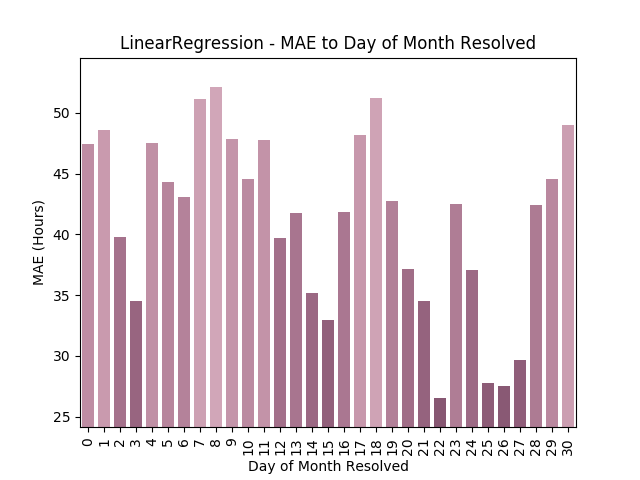 LinearRegression - MAE to Day of Month Resolved
MAE (Hours)
50
45
40
35
30
25
0 1 2 3 4 5 6 7 8 9 10 11 12 13 14 15 16 17 18 19 20 21 22 23 24 25 26 27 28 29 30
Day of Month Resolved